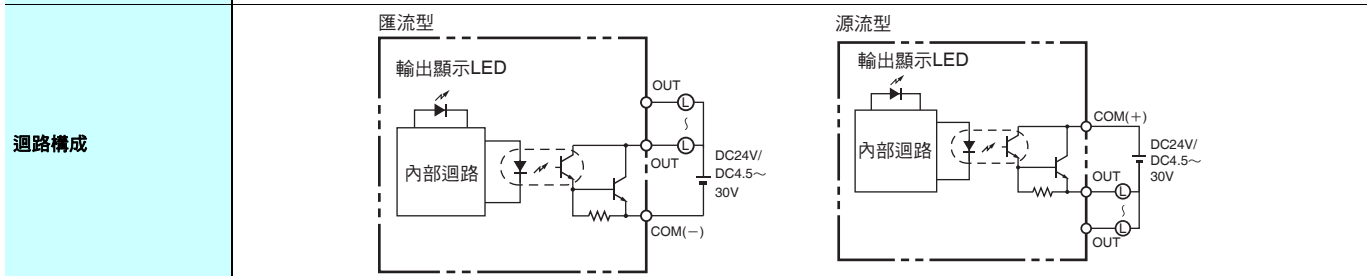 迴路構成
匯流型
輸出顯示LED
內部迴路
OUT
L
L
OUT
DC24V/
DC4.5～
30V
COM(－)
源流型
輸出顯示LED
內部迴路
COM(＋)
DC24V/
DC4.5～
30V
OUT
L
L
OUT